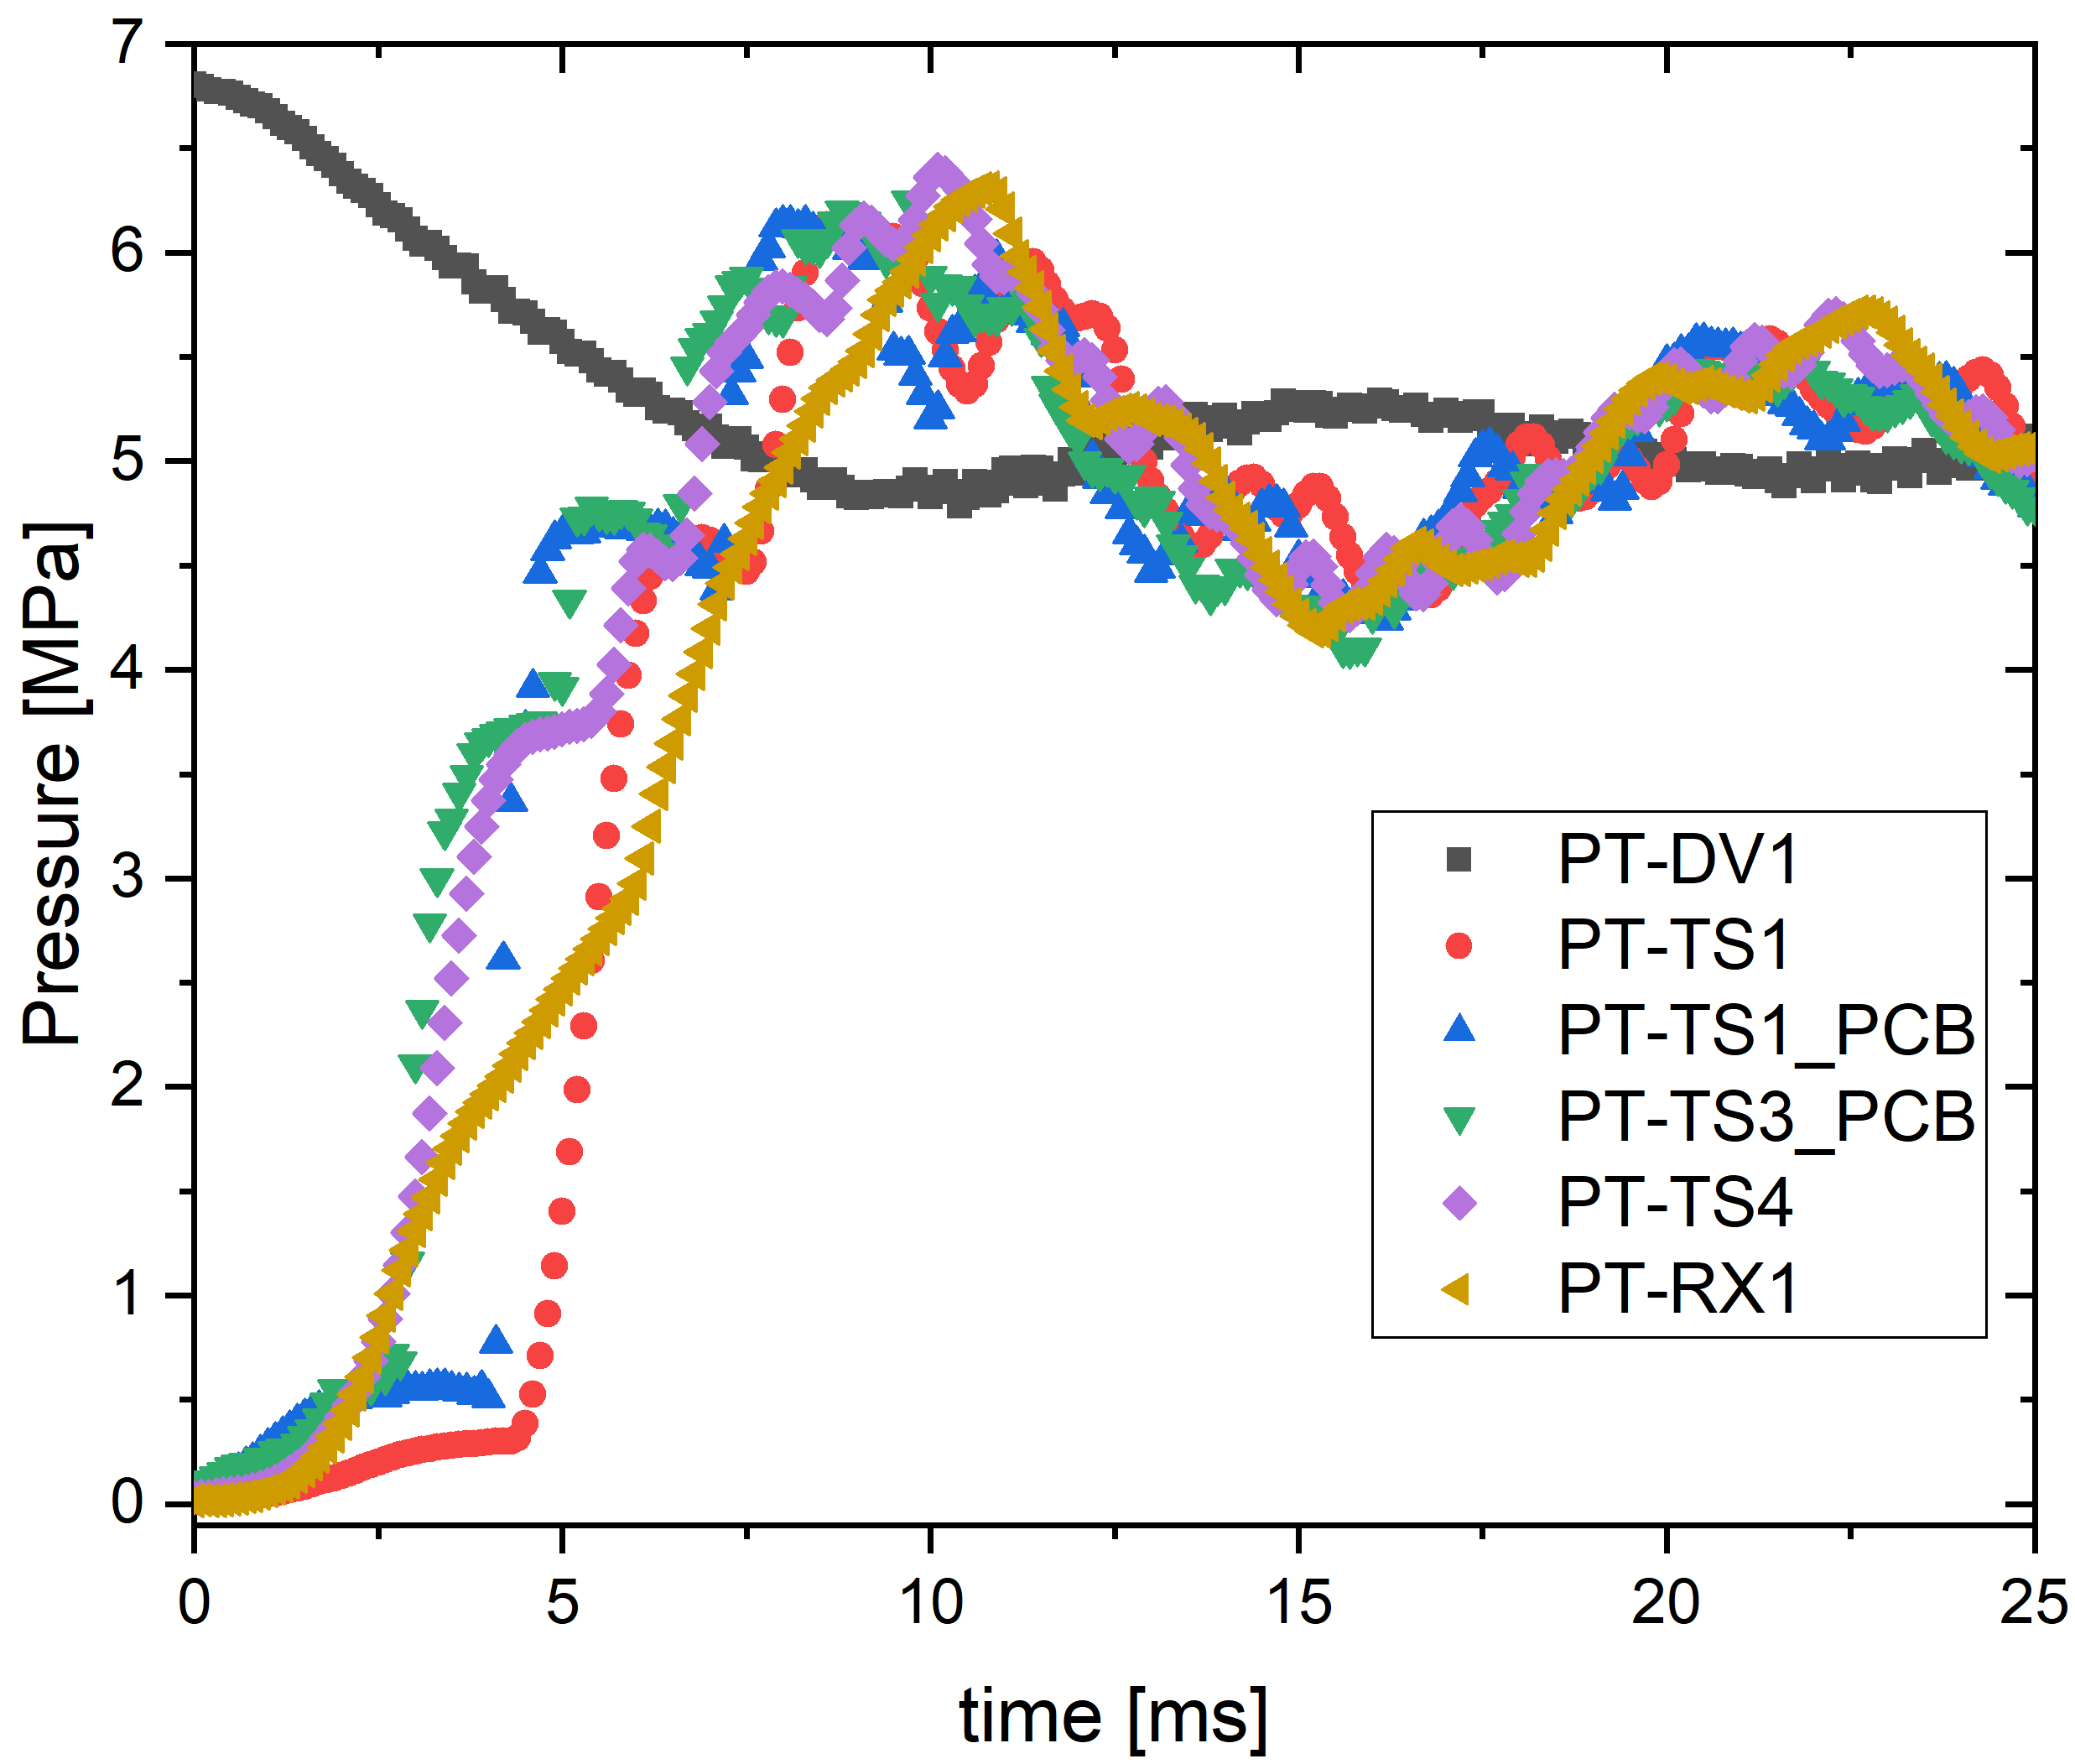 Pressure [MPa]
7
6
5
4
3
2
1
0
PT-DV1
PT-TS1
PT-TS1_PCB
PT-TS3_PCB
PT-TS4
PT-RX1
0 5 10 15 20 25
time [ms]